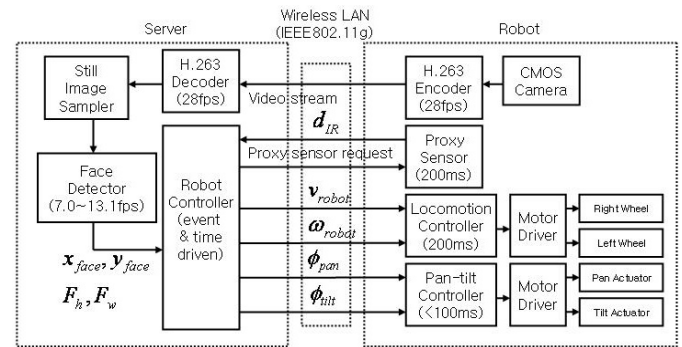 Wireless LAN
(IEEE802.11g)
Server
Robot
Still
Image
Sampler
H.263
Decoder
(28fps)
H.263
Encoder
(28fps)
CMOS
Camera
Video stream
d_IR
Proxy sensor request
Proxy
Sensor
(200ms)
Face
Detector
(7.0~13.1fps)
Robot
Controller
(event
& time
driven)
v_robot
ω_robot
Locomotion
Controller
(200ms)
Motor
Driver
Right Wheel
Left Wheel
x_face, y_face
F_h, F_w
ϕ_pan
ϕ_tilt
Pan-tilt
Controller
(<100ms)
Motor
Driver
Pan Actuator
Tilt Actuator